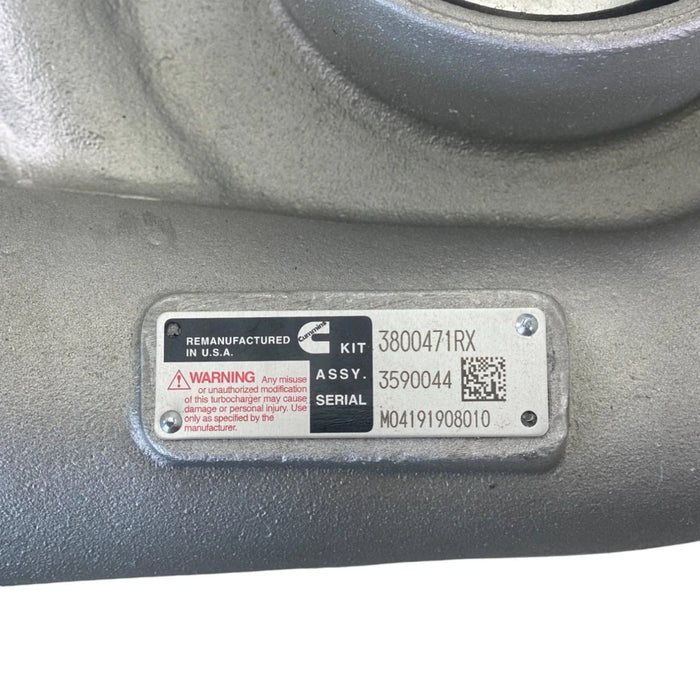 REMANUFACTURED
IN U.S.A.
Cummins
KIT 3800471RX
ASSY. 3590044
SERIAL M04191908010
WARNING Any misuse
or unauthorized modification
of this turbocharger may cause
damage or personal injury. Use
only as specified by the
manufacturer.